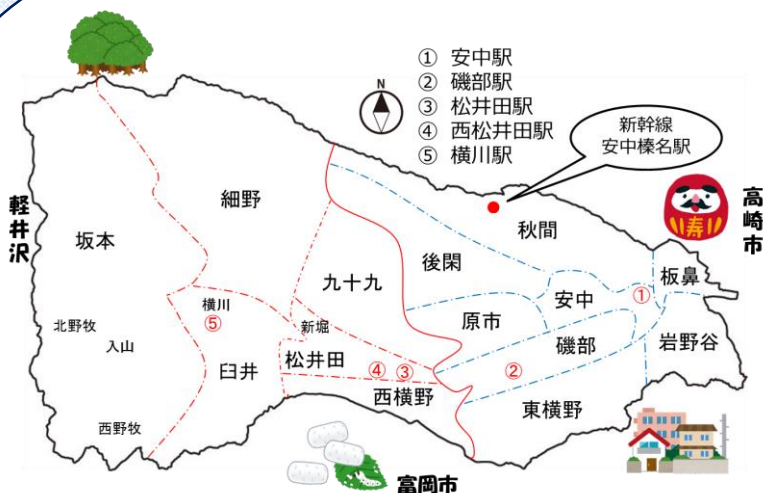 ① 安中駅
② 磯部駅
③ 松井田駅
④ 西松井田駅
⑤ 横川駅
N
新幹線
安中榛名駅
寿
高崎市
軽井沢
坂本
細野
秋間
後閑
九十九
板鼻
安中
①
原市
横川
⑤
新堀
北野牧
入山
磯部
岩野谷
松井田
④ ③
②
臼井
西横野
東横野
西野牧
富岡市